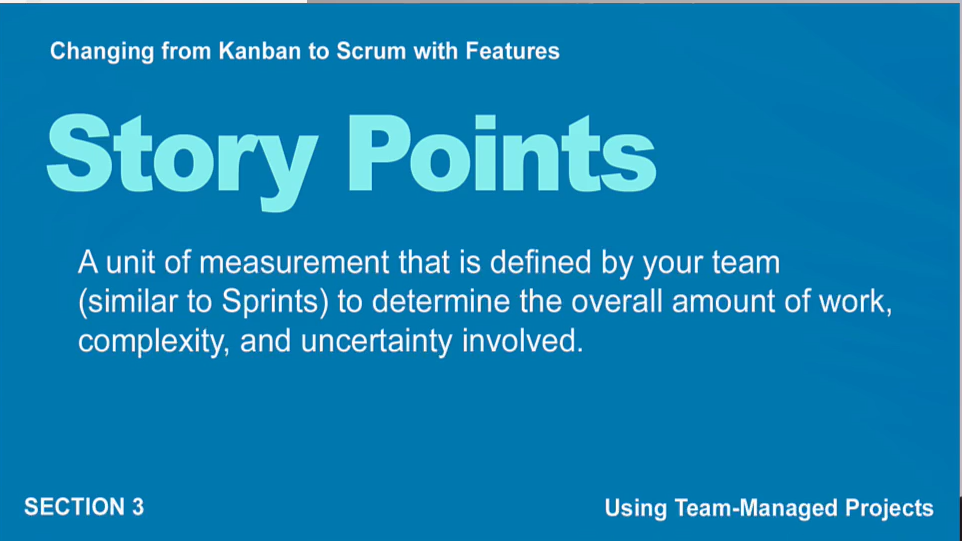 Changing from Kanban to Scrum with Features
Story Points
A unit of measurement that is defined by your team
(similar to Sprints) to determine the overall amount of work,
complexity, and uncertainty involved.
SECTION 3
Using Team-Managed Projects